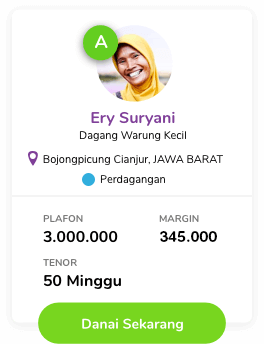 A
Ery Suryani
Dagang Warung Kecil
Bojongpicung Cianjur, JAWA BARAT
Perdagangan
PLAFON MARGIN
3.000.000 345.000
TENOR
50 Minggu
Danai Sekarang